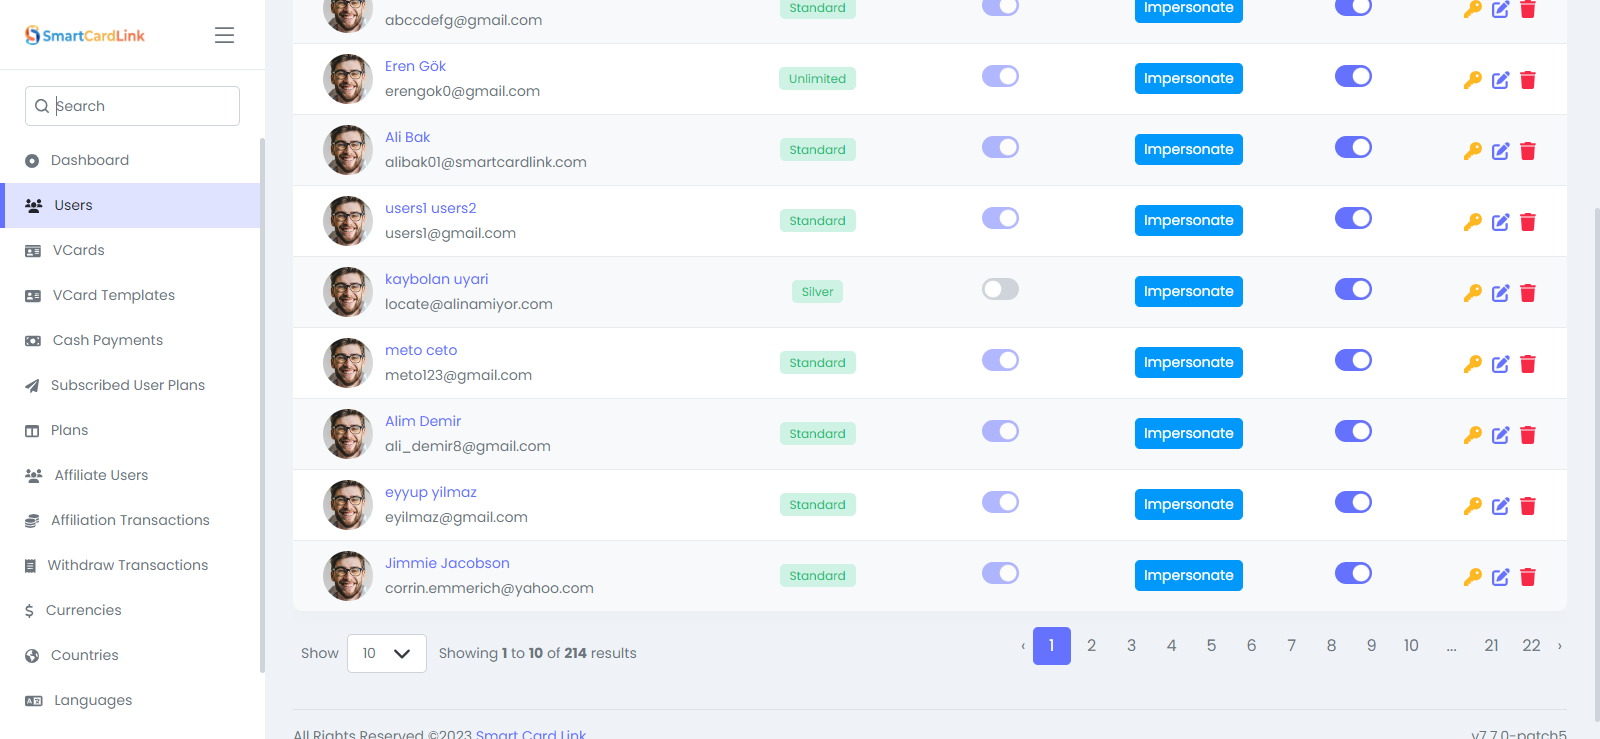 SmartCardLink
Search
Dashboard
Users
VCards
VCard Templates
Cash Payments
Subscribed User Plans
Plans
Affiliate Users
Affiliation Transactions
Withdraw Transactions
Currencies
Countries
Languages
abccdefg@gmail.com Standard Impersonate
Eren Gök
erengok0@gmail.com Unlimited Impersonate
Ali Bak
alibak01@smartcardlink.com Standard Impersonate
users1 users2
users1@gmail.com Standard Impersonate
kaybolan uyari
locate@alinamiyor.com Silver Impersonate
meto ceto
meto123@gmail.com Standard Impersonate
Alim Demir
ali_demir8@gmail.com Standard Impersonate
eyyup yilmaz
eyilmaz@gmail.com Standard Impersonate
Jimmie Jacobson
corrin.emmerich@yahoo.com Standard Impersonate
Show 10 Showing 1 to 10 of 214 results ‹ 1 2 3 4 5 6 7 8 9 10 ... 21 22 ›
All Rights Reserved ©2023 Smart Card Link v7.7.0-patch5